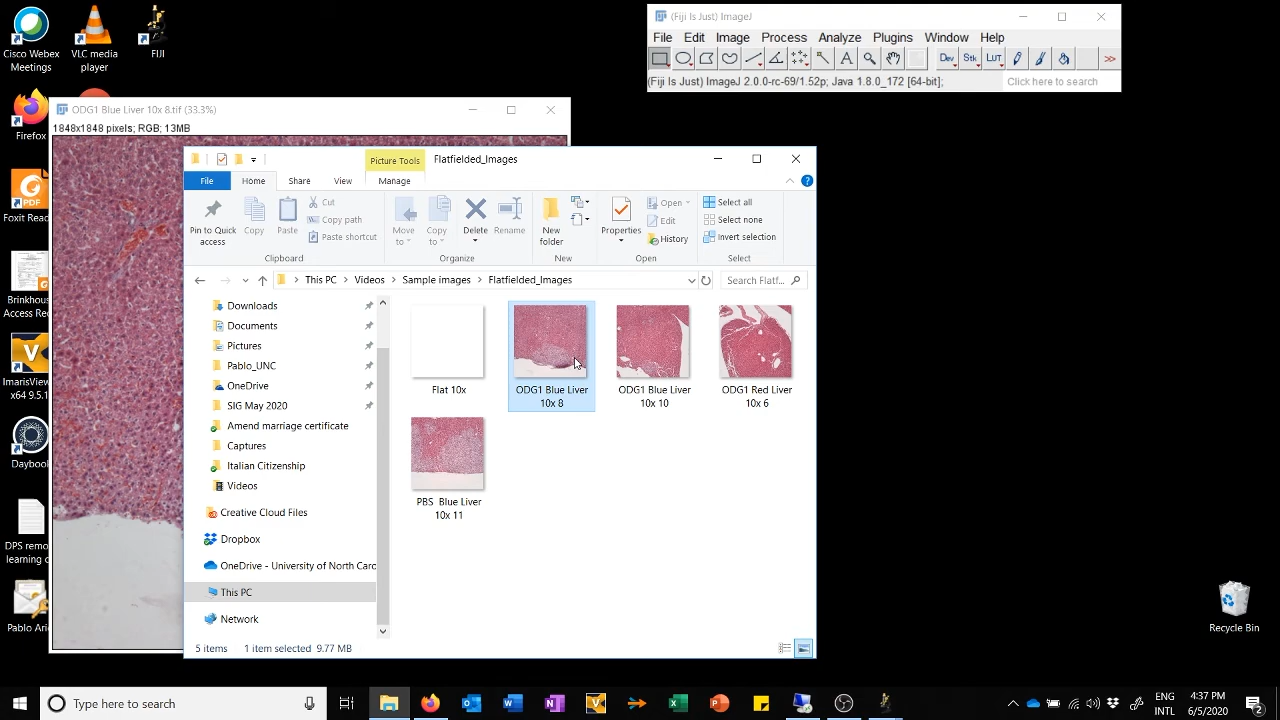 Cisco Webex
Meetings
VLC media
player
FIJI
Firefox
Foxit Read
Brinkhous
Access Rec
ImarisView
x64 9.5.1
Daybook
DPS remo
learning c
Pablo Arie
Recycle Bin
(Fiji Is Just) ImageJ
File Edit Image Process Analyze Plugins Window Help
Dev Stk LUT >>
(Fiji Is Just) ImageJ 2.0.0-rc-69/1.52p; Java 1.8.0_172 [64-bit]; Click here to search
ODG1 Blue Liver 10x 8.tif (33.3%)
1848x1848 pixels; RGB; 13MB
Picture Tools Flatfielded_Images
File Home Share View Manage
Pin to Quick
access
Copy
Paste
Cut
Copy path
Paste shortcut
Clipboard
Move
to
Copy
to
Delete
Rename
Organize
New
folder
New
Properties
Open
Edit
History
Open
Select all
Select none
Invert selection
Select
This PC Videos Sample images Flatfielded_Images
Search Flatf...
Downloads
Documents
Pictures
Pablo_UNC
OneDrive
SIG May 2020
Amend marriage certificate
Captures
Italian Citizenship
Videos
Creative Cloud Files
Dropbox
OneDrive - University of North Caro
This PC
Network
Flat 10x
ODG1 Blue Liver
10x 8
ODG1 Blue Liver
10x 10
ODG1 Red Liver
10x 6
PBS Blue Liver
10x 11
5 items 1 item selected 9.77 MB
Type here to search
ENG
INTL
4:37 PM
6/5/2020
2